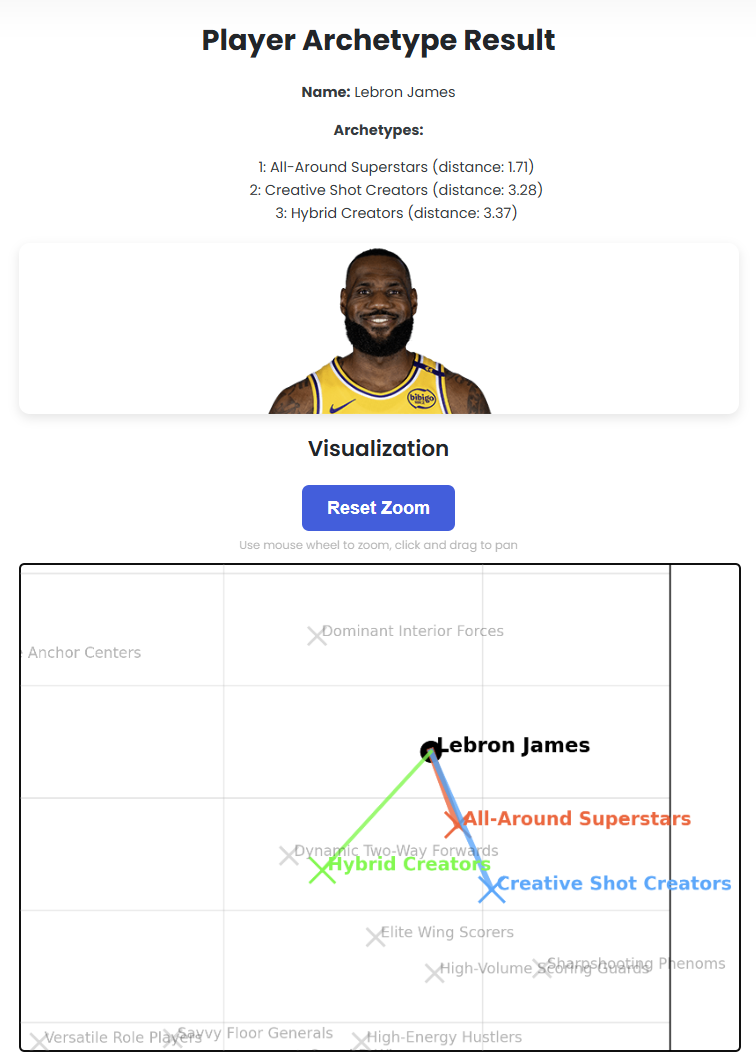 Player Archetype Result
Name: Lebron James
Archetypes:
1: All-Around Superstars (distance: 1.71)
2: Creative Shot Creators (distance: 3.28)
3: Hybrid Creators (distance: 3.37)
bibigo
Visualization
Reset Zoom
Use mouse wheel to zoom, click and drag to pan
Dominant Interior Forces
Anchor Centers
Lebron James
All-Around Superstars
Dynamic Two-Way Forwards
Hybrid Creators
Creative Shot Creators
Elite Wing Scorers
Sharpshooting Phenoms
High-Volume Scoring Guards
Savvy Floor Generals
Versatile Role Players
High-Energy Hustlers